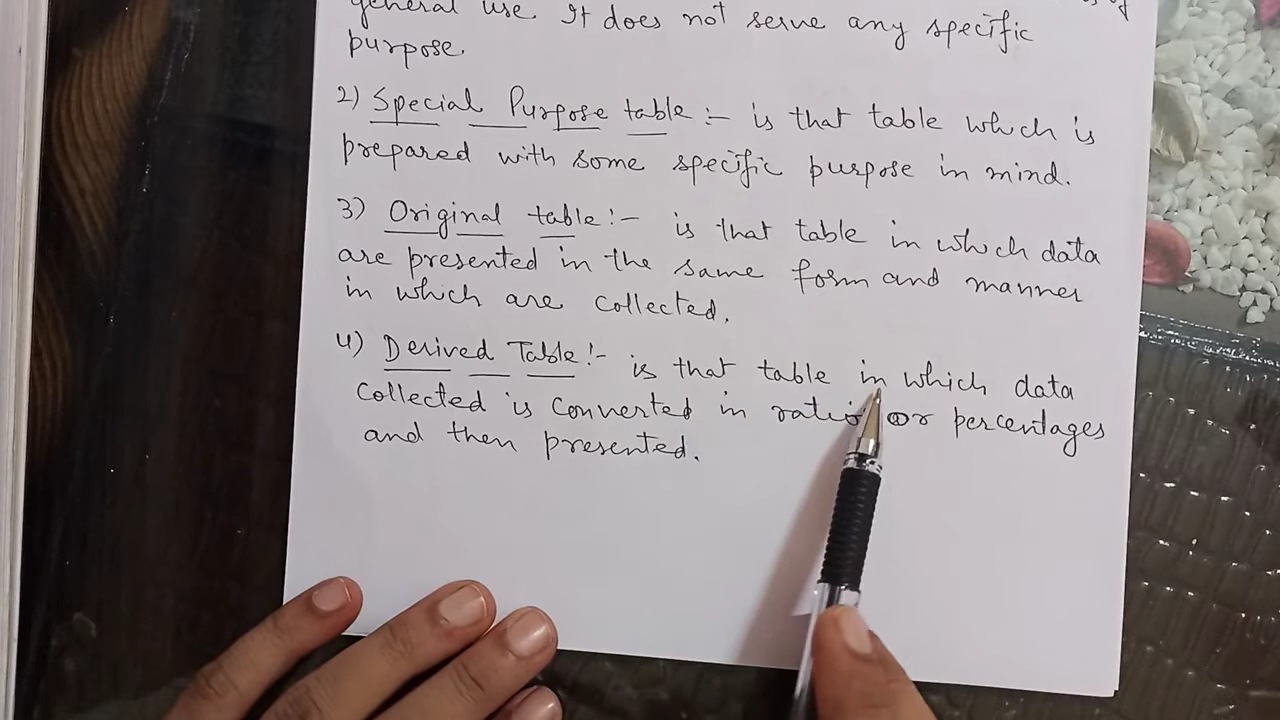 general use. It does not serve any specific
purpose.
2) Special Purpose table :- is that table which is
prepared with some specific purpose in mind.
3) Original table :- is that table in which data
are presented in the same form and manner
in which are collected.
4) Derived Table :- is that table in which data
collected is converted in ratio or percentages
and then presented.